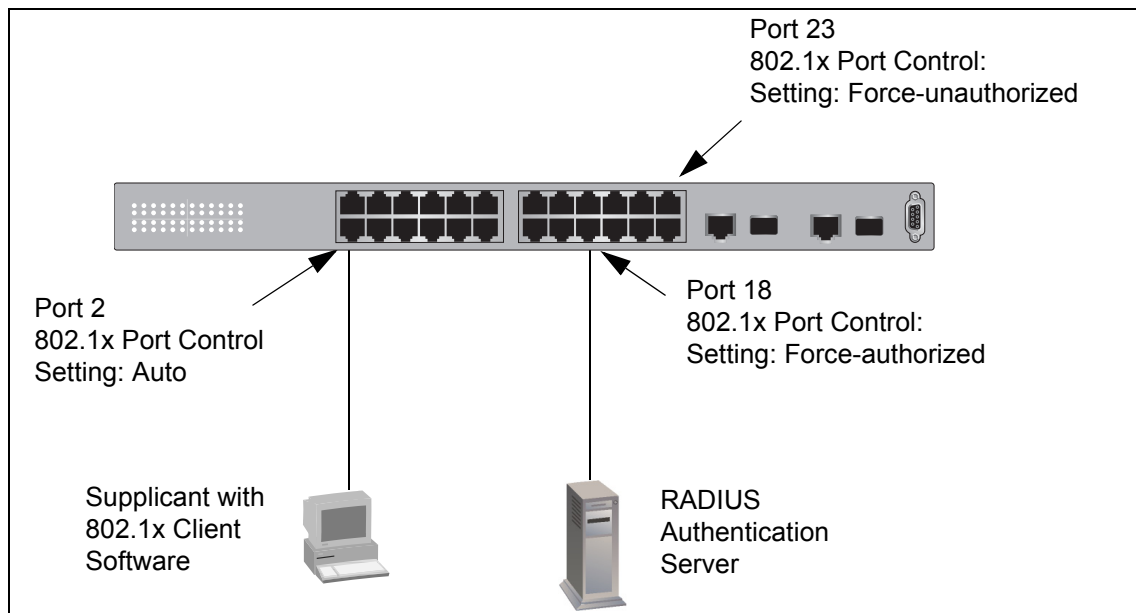 Port 23
802.1x Port Control:
Setting: Force-unauthorized
Port 2
802.1x Port Control
Setting: Auto
Port 18
802.1x Port Control:
Setting: Force-authorized
Supplicant with
802.1x Client
Software
RADIUS
Authentication
Server